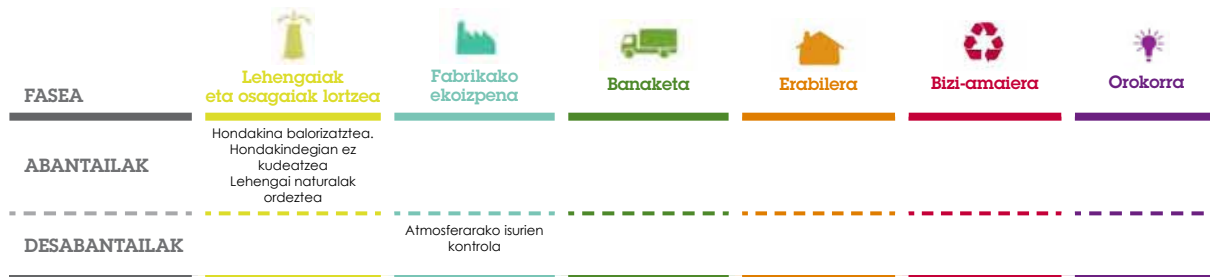 FASEA
Lehengaiak
eta osagaiak lortzea
Fabrikako
ekoizpena
Banaketa
Erabilera
Bizi-amaiera
Orokorra
ABANTAILAK
Hondakina balorizatztea.
Hondakindegian ez
kudeatzea
Lehengai naturalak
ordeztea
DESABANTAILAK
Atmosferarako isurien
kontrola